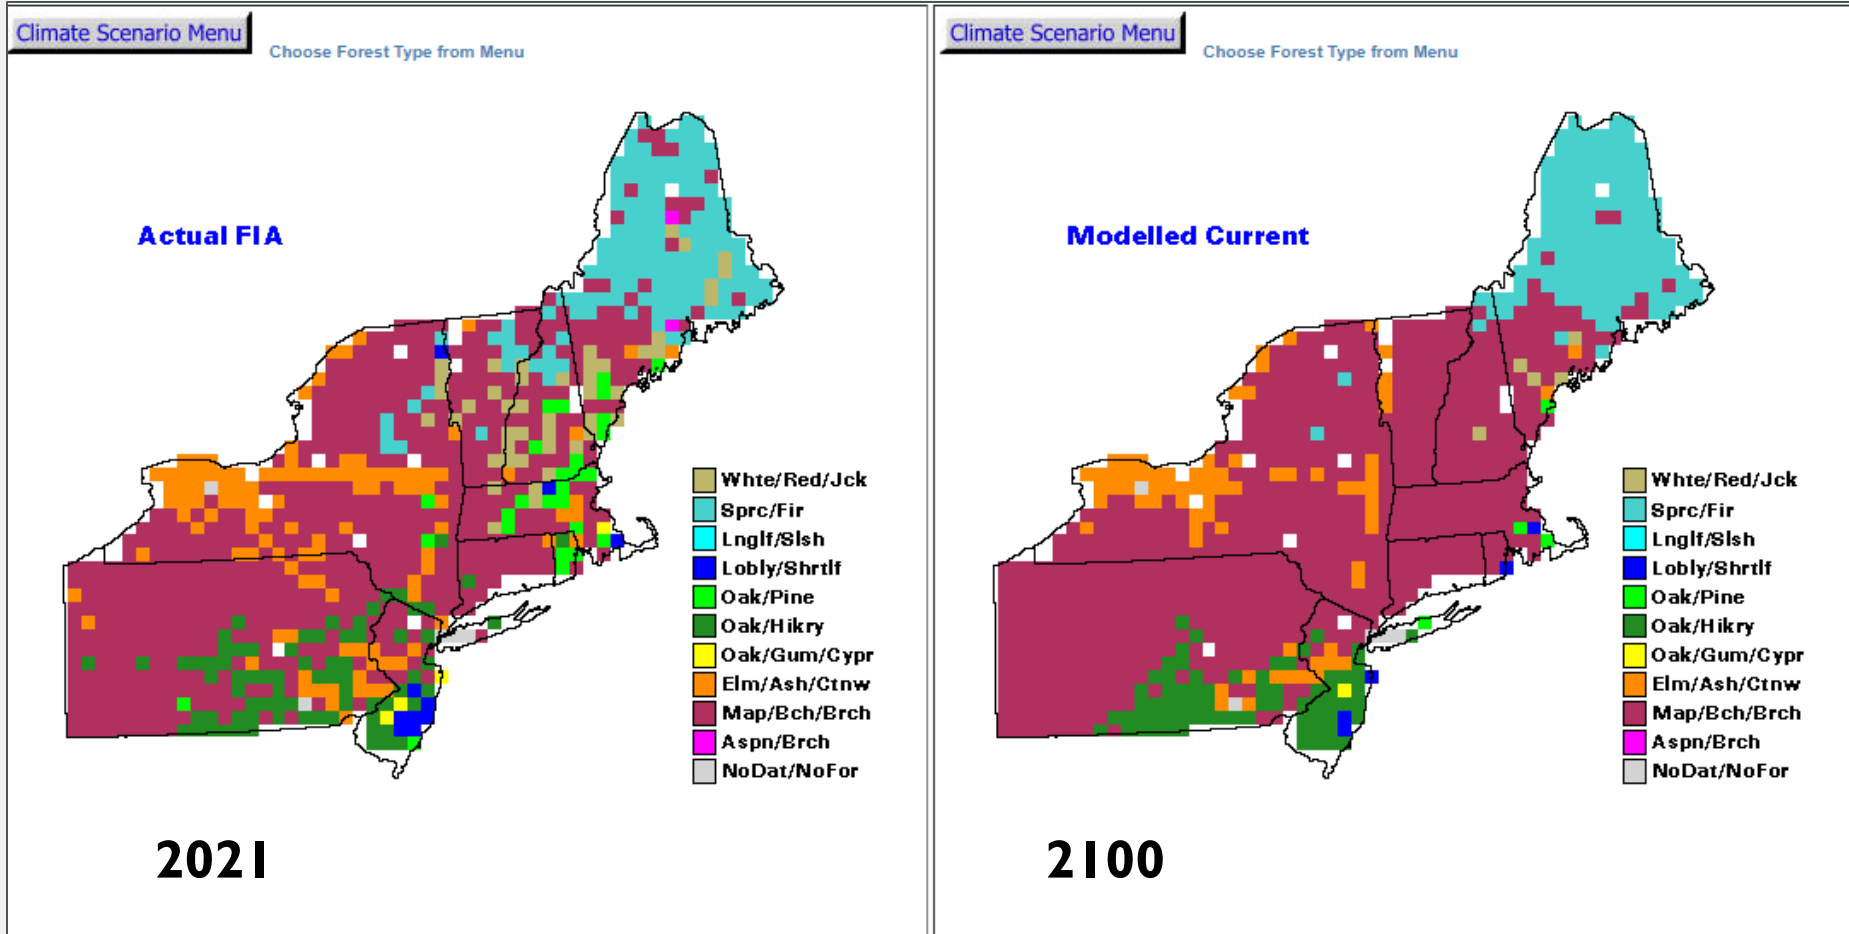 Climate Scenario Menu
Choose Forest Type from Menu
Actual FIA
Whte/Red/Jck
Sprc/Fir
Lnglf/Slsh
Lobly/Shrtlf
Oak/Pine
Oak/Hikry
Oak/Gum/Cypr
Elm/Ash/Ctnw
Map/Bch/Brch
Aspn/Brch
NoDat/NoFor
2021
Climate Scenario Menu
Choose Forest Type from Menu
Modelled Current
Whte/Red/Jck
Sprc/Fir
Lnglf/Slsh
Lobly/Shrtlf
Oak/Pine
Oak/Hikry
Oak/Gum/Cypr
Elm/Ash/Ctnw
Map/Bch/Brch
Aspn/Brch
NoDat/NoFor
2100